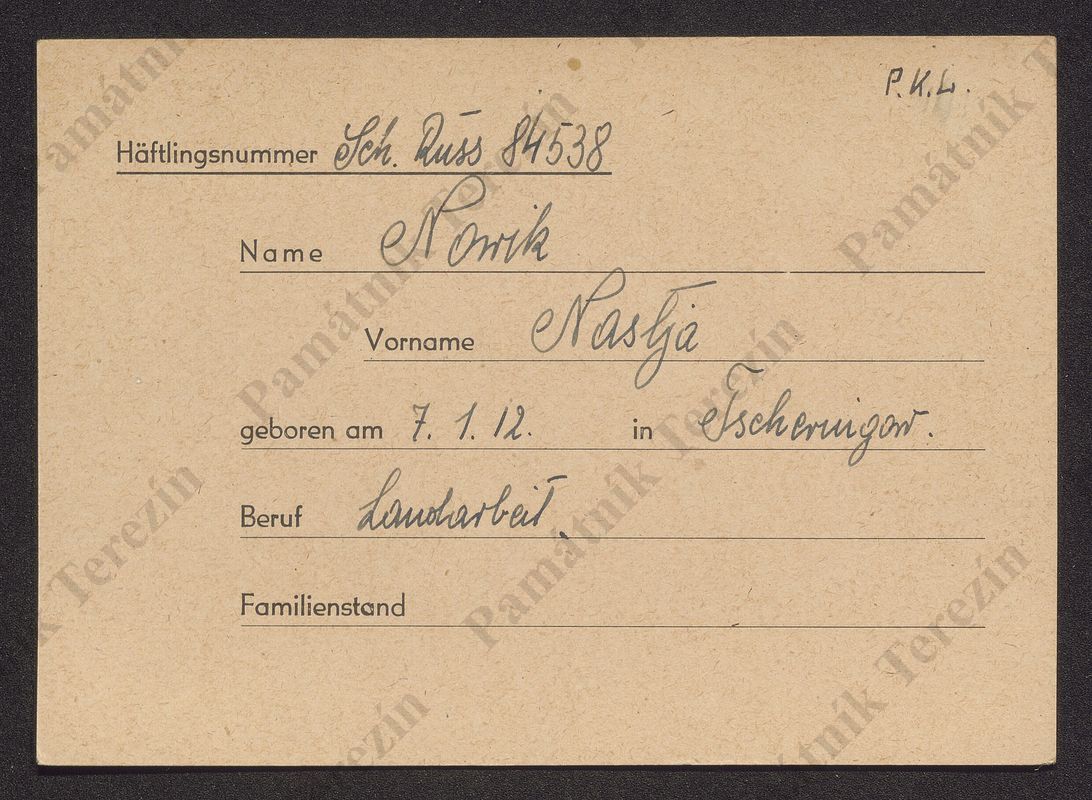 P.K.L.
Häftlingsnummer Sch. Russ 84538
Name Nowik
Vorname Nastja
geboren am 7. 1. 12. in Tschernigow.
Beruf Landarbeit.
Familienstand
Památník Terezín